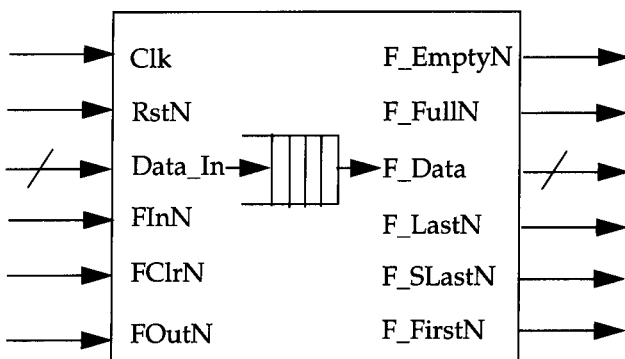 Clk
RstN
Data_In
FInN
FClrN
FOutN
F_EmptyN
F_FullN
F_Data
F_LastN
F_SLastN
F_FirstN